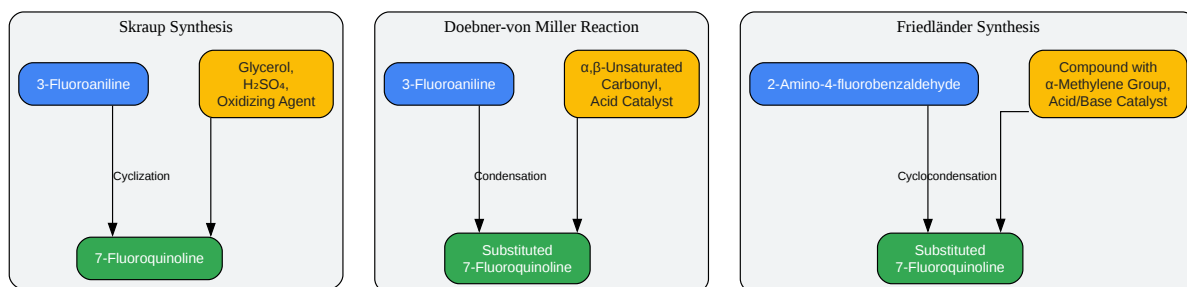 Skraup Synthesis
3-Fluoroaniline
Glycerol,
H₂SO₄,
Oxidizing Agent
Cyclization
7-Fluoroquinoline
Doebner-von Miller Reaction
3-Fluoroaniline
α,β-Unsaturated
Carbonyl,
Acid Catalyst
Condensation
Substituted
7-Fluoroquinoline
Friedländer Synthesis
2-Amino-4-fluorobenzaldehyde
Compound with
α-Methylene Group,
Acid/Base Catalyst
Cyclocondensation
Substituted
7-Fluoroquinoline